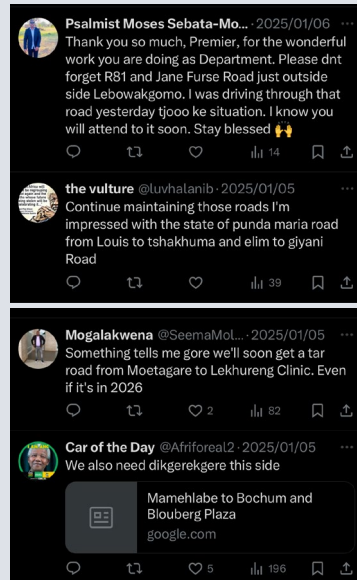 Psalmist Moses Sebata-Mo... · 2025/01/06
Thank you so much, Premier, for the wonderful
work you are doing as Department. Please dnt
forget R81 and Jane Furse Road just outside
side Lebowakgomo. I was driving through that
road yesterday tjooo ke situation. I know you
will attend to it soon. Stay blessed 🙌
14
the vulture @luvhalanib · 2025/01/05
Continue maintaining those roads I'm
impressed with the state of punda maria road
from Louis to tshakhuma and elim to giyani
Road
39
Mogalakwena @SeemaMol... · 2025/01/05
Something tells me gore we'll soon get a tar
road from Moetagare to Lekhureng Clinic. Even
if it's in 2026
2 82
Car of the Day @Afriforeal2 · 2025/01/05
We also need dikgerekgere this side
Mamehlabe to Bochum and
Blouberg Plaza
google.com
5 196